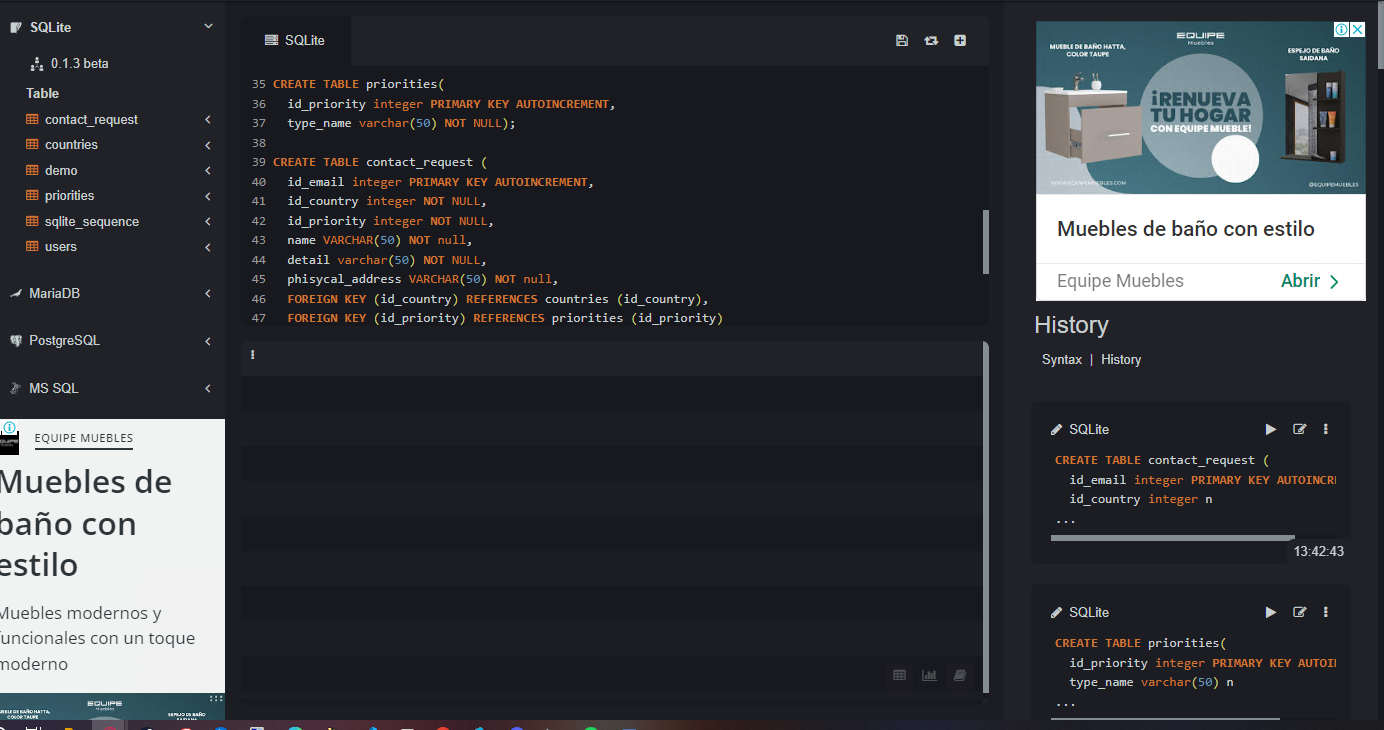 SQLite
0.1.3 beta
Table
contact_request
countries
demo
priorities
sqlite_sequence
users
MariaDB
PostgreSQL
MS SQL
EQUIPE MUEBLES
Muebles de
baño con
estilo
Muebles modernos y
funcionales con un toque
moderno
EQUIPE
Muebles
SQLite
35 CREATE TABLE priorities(
36 id_priority integer PRIMARY KEY AUTOINCREMENT,
37 type_name varchar(50) NOT NULL);
38
39 CREATE TABLE contact_request (
40 id_email integer PRIMARY KEY AUTOINCREMENT,
41 id_country integer NOT NULL,
42 id_priority integer NOT NULL,
43 name VARCHAR(50) NOT null,
44 detail varchar(50) NOT NULL,
45 phisycal_address VARCHAR(50) NOT null,
46 FOREIGN KEY (id_country) REFERENCES countries (id_country),
47 FOREIGN KEY (id_priority) REFERENCES priorities (id_priority)
MUEBLE DE BAÑO HATTA,
COLOR TAUPE
EQUIPE
Muebles
ESPEJO DE BAÑO
SAIDANA
¡RENUEVA
TU HOGAR
CON EQUIPE MUEBLE!
WWW.EQUIPEMUEBLES.COM
@EQUIPEMUEBLES
Muebles de baño con estilo
Equipe Muebles
Abrir
History
Syntax | History
SQLite
CREATE TABLE contact_request (
id_email integer PRIMARY KEY AUTOINCRE
id_country integer n
...
13:42:43
SQLite
CREATE TABLE priorities(
id_priority integer PRIMARY KEY AUTOI
type_name varchar(50) n
...